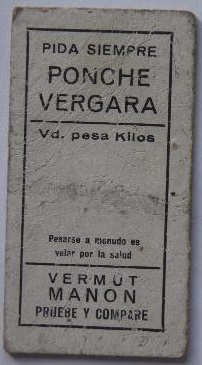 PIDA SIEMPRE
PONCHE
VERGARA
Vd. pesa Kilos
Pesarse a menudo es
velar por la salud
VERMUT
MANON
PRUEBE Y COMPARE